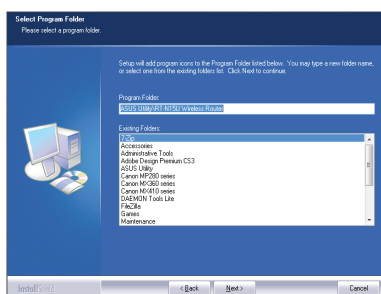 Select Program Folder
Please select a program folder.
Setup will add program icons to the Program Folder listed below. You may type a new folder name, or select one from the existing folders list. Click Next to continue.
Program Folder:
ASUS Utility\RT-N15U Wireless Router
Existing Folders:
7-Zip
Accessories
Administrative Tools
Adobe Design Premium CS3
ASUS Utility
Canon MP280 series
Canon MX360 series
Canon MX410 series
DAEMON Tools Lite
FileZilla
Games
Maintenance
InstallShield
< Back
Next >
Cancel